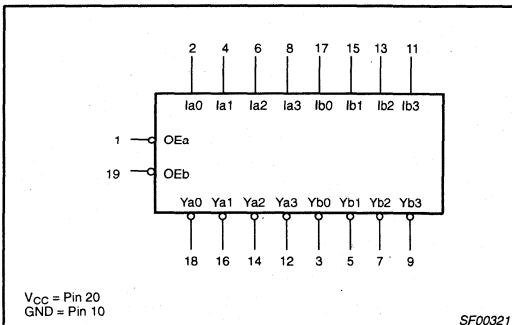 2 4 6 8 17 15 13 11
Ia0 Ia1 Ia2 Ia3 Ib0 Ib1 Ib2 Ib3
1 OEa
19 OEb
Ya0 Ya1 Ya2 Ya3 Yb0 Yb1 Yb2 Yb3
18 16 14 12 3 5 7 9
VCC = Pin 20
GND = Pin 10
SF00321